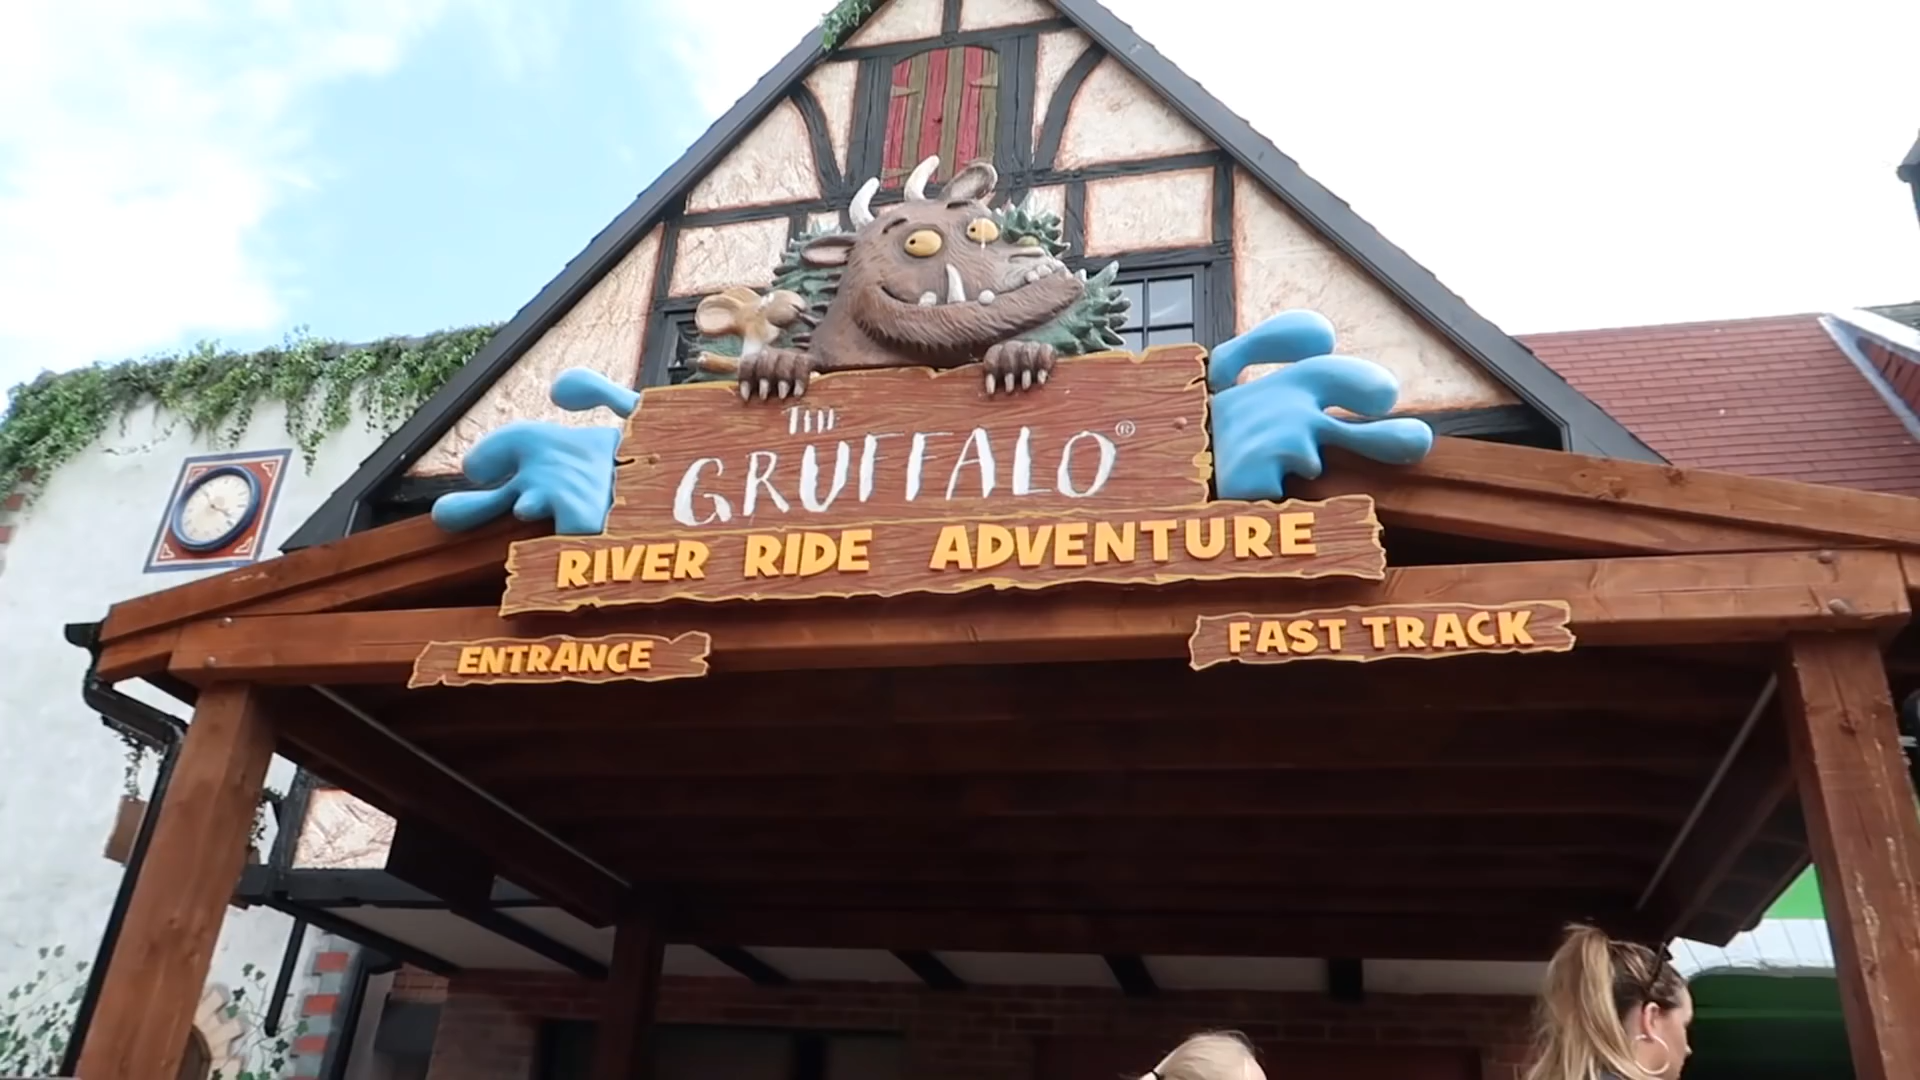 THE
GRUFFALO®
RIVER RIDE ADVENTURE
ENTRANCE
FAST TRACK